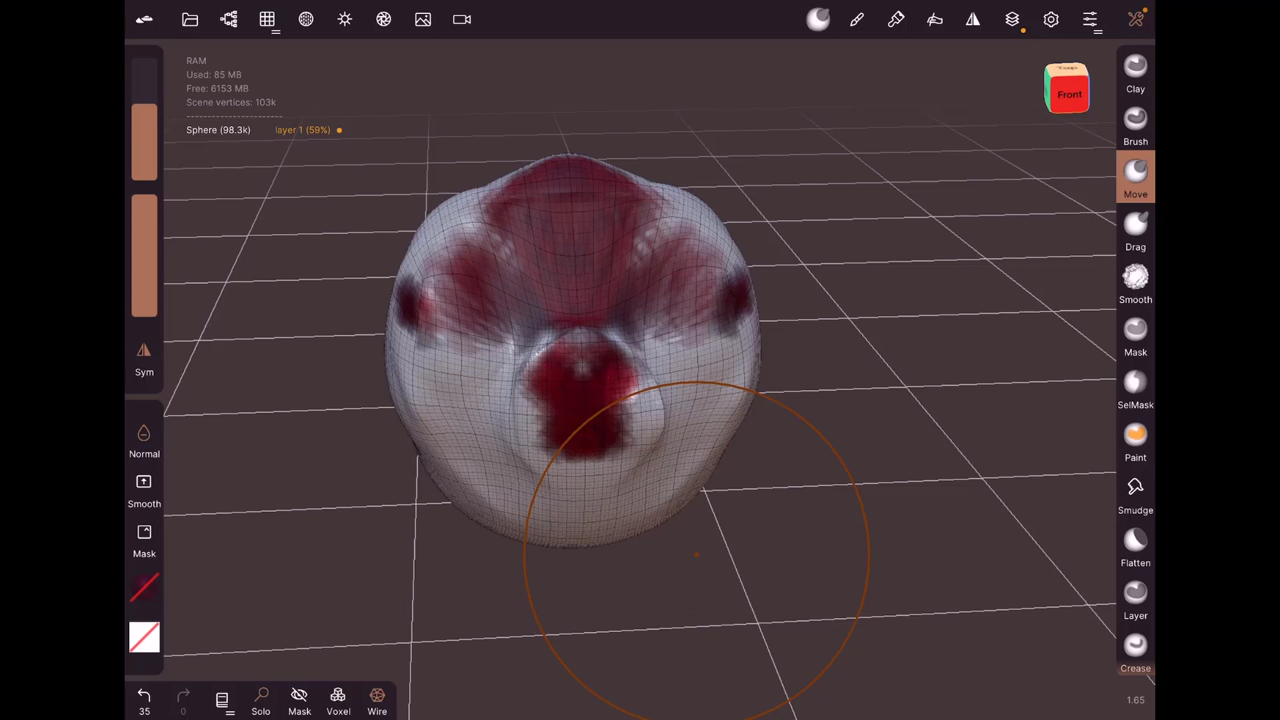 RAM
Used: 85 MB
Free: 6153 MB
Scene vertices: 103k
Sphere (98.3k) layer 1 (59%)
Top
Front
Sym
Normal
Smooth
Mask
35
0
Solo
Mask
Voxel
Wire
Clay
Brush
Move
Drag
Smooth
Mask
SelMask
Paint
Smudge
Flatten
Layer
Crease
1.65